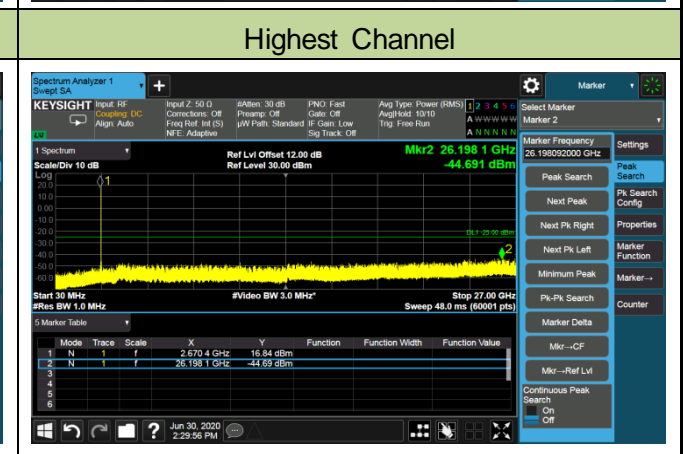 Highest Channel
Spectrum Analyzer 1
Swept SA
Marker
KEYSIGHT
Input: RF
Coupling: DC
Align: Auto
Input Z: 50 Ω
Corrections: Off
Freq Ref: Int (S)
NFE: Adaptive
#Atten: 30 dB
Preamp: Off
µW Path: Standard
PNO: Fast
Gate: Off
IF Gain: Low
Sig Track: Off
Avg Type: Power (RMS)
Avg|Hold: 10/10
Trig: Free Run
1 2 3 4 5 6
A W W W W W
A N N N N N
LXI
Select Marker
Marker 2
1 Spectrum
Scale/Div 10 dB
Log
Ref Lvl Offset 12.00 dB
Ref Level 30.00 dBm
Mkr2 26.198 1 GHz
-44.691 dBm
20.0
10.0
0.00
-10.0
-20.0
-30.0
-40.0
-50.0
-60.0
1
DL1 -25.00 dBm
2
Start 30 MHz
#Res BW 1.0 MHz
#Video BW 3.0 MHz*
Stop 27.00 GHz
Sweep 48.0 ms (60001 pts)
5 Marker Table
Mode Trace Scale X Y Function Function Width Function Value
1 N 1 f 2.670 4 GHz 16.84 dBm
2 N 1 f 26.198 1 GHz -44.69 dBm
3
4
5
6
Marker Frequency
26.198092000 GHz
Peak Search
Next Peak
Next Pk Right
Next Pk Left
Minimum Peak
Pk-Pk Search
Marker Delta
Mkr→CF
Mkr→Ref Lvl
Continuous Peak
Search
On
Off
Settings
Peak
Search
Pk Search
Config
Properties
Marker
Function
Marker→
Counter
?
Jun 30, 2020
2:29:56 PM